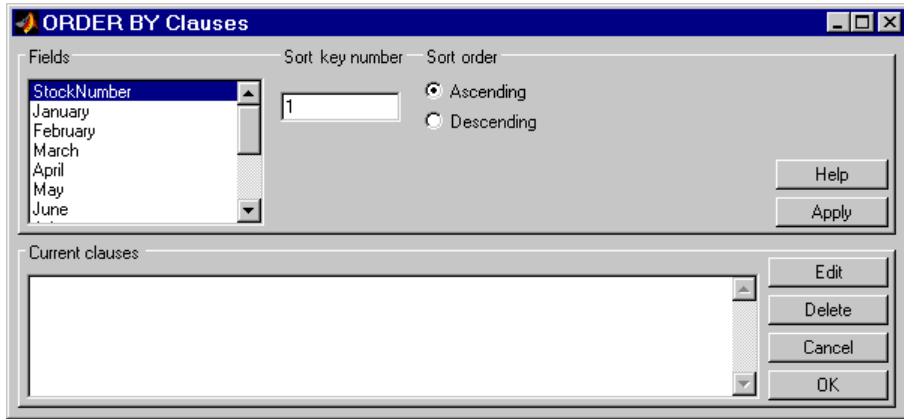 ORDER BY Clauses
Fields
Sort key number
Sort order
StockNumber
January
February
March
April
May
June
1
Ascending
Descending
Help
Apply
Current clauses
Edit
Delete
Cancel
OK